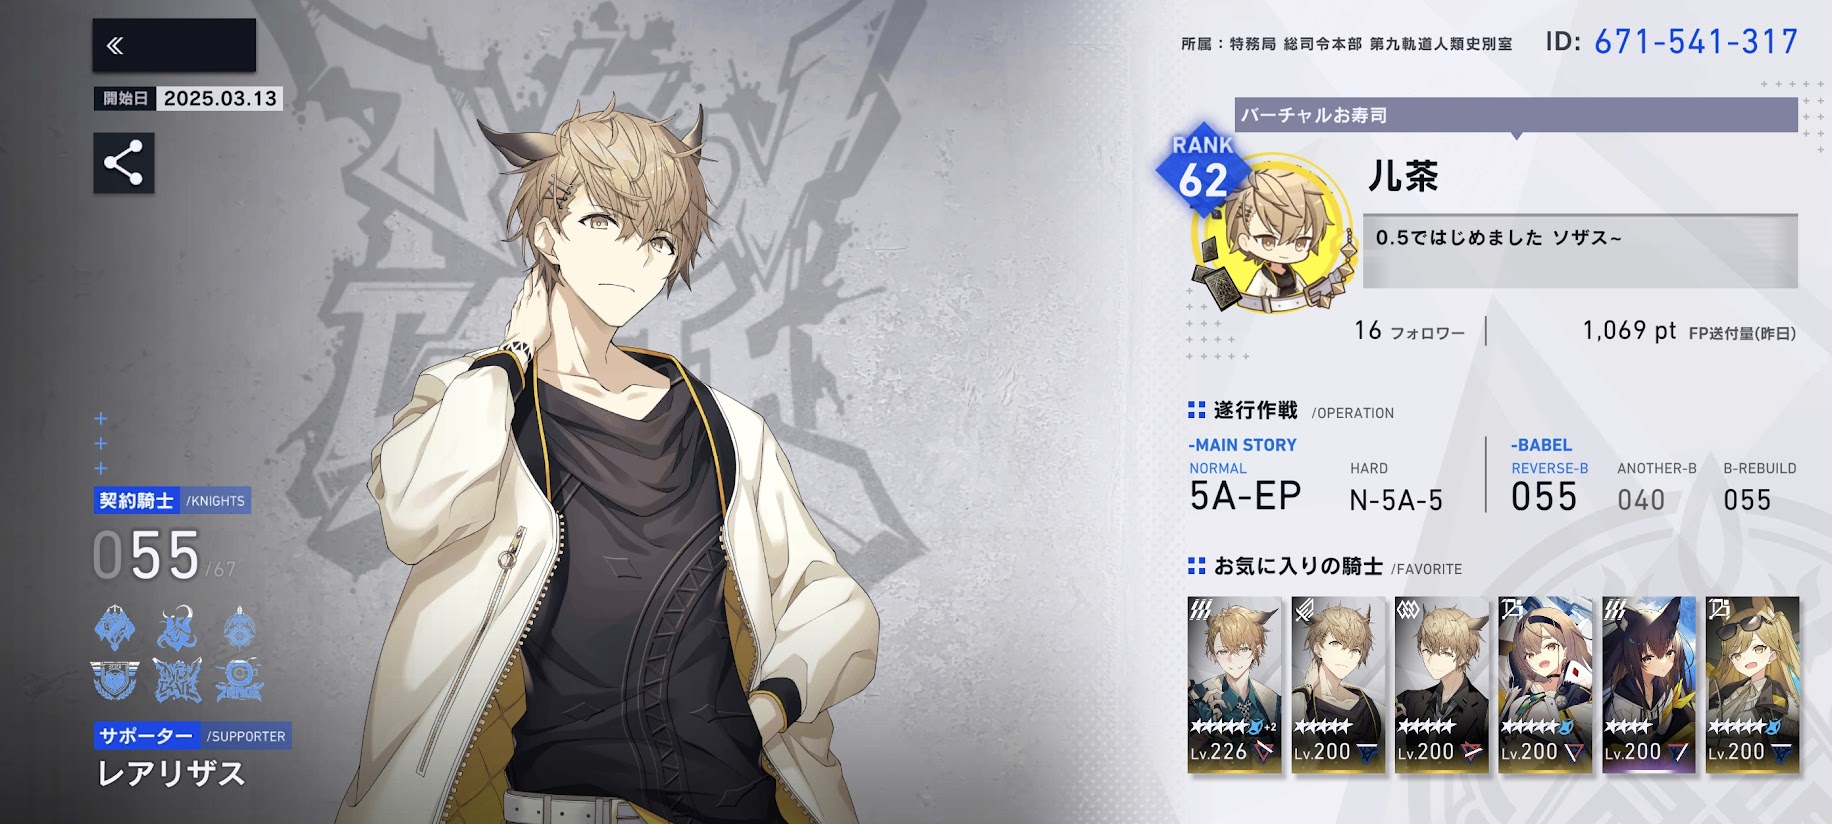 開始日 2025.03.13
契約騎士 /KNIGHTS
055/67
サポーター /SUPPORTER
レアリザス
所属：特務局 総司令本部 第九軌道人類史別室 ID: 671-541-317
バーチャルお寿司
RANK
62
儿茶
0.5ではじめました ソザス~
16 フォロワー
1,069 pt FP送付量(昨日)
遂行作戦 /OPERATION
-MAIN STORY
NORMAL
5A-EP
HARD
N-5A-5
-BABEL
REVERSE-B
055
ANOTHER-B
040
B-REBUILD
055
お気に入りの騎士 /FAVORITE
+2
Lv.226
Lv.200
Lv.200
Lv.200
Lv.200
Lv.200